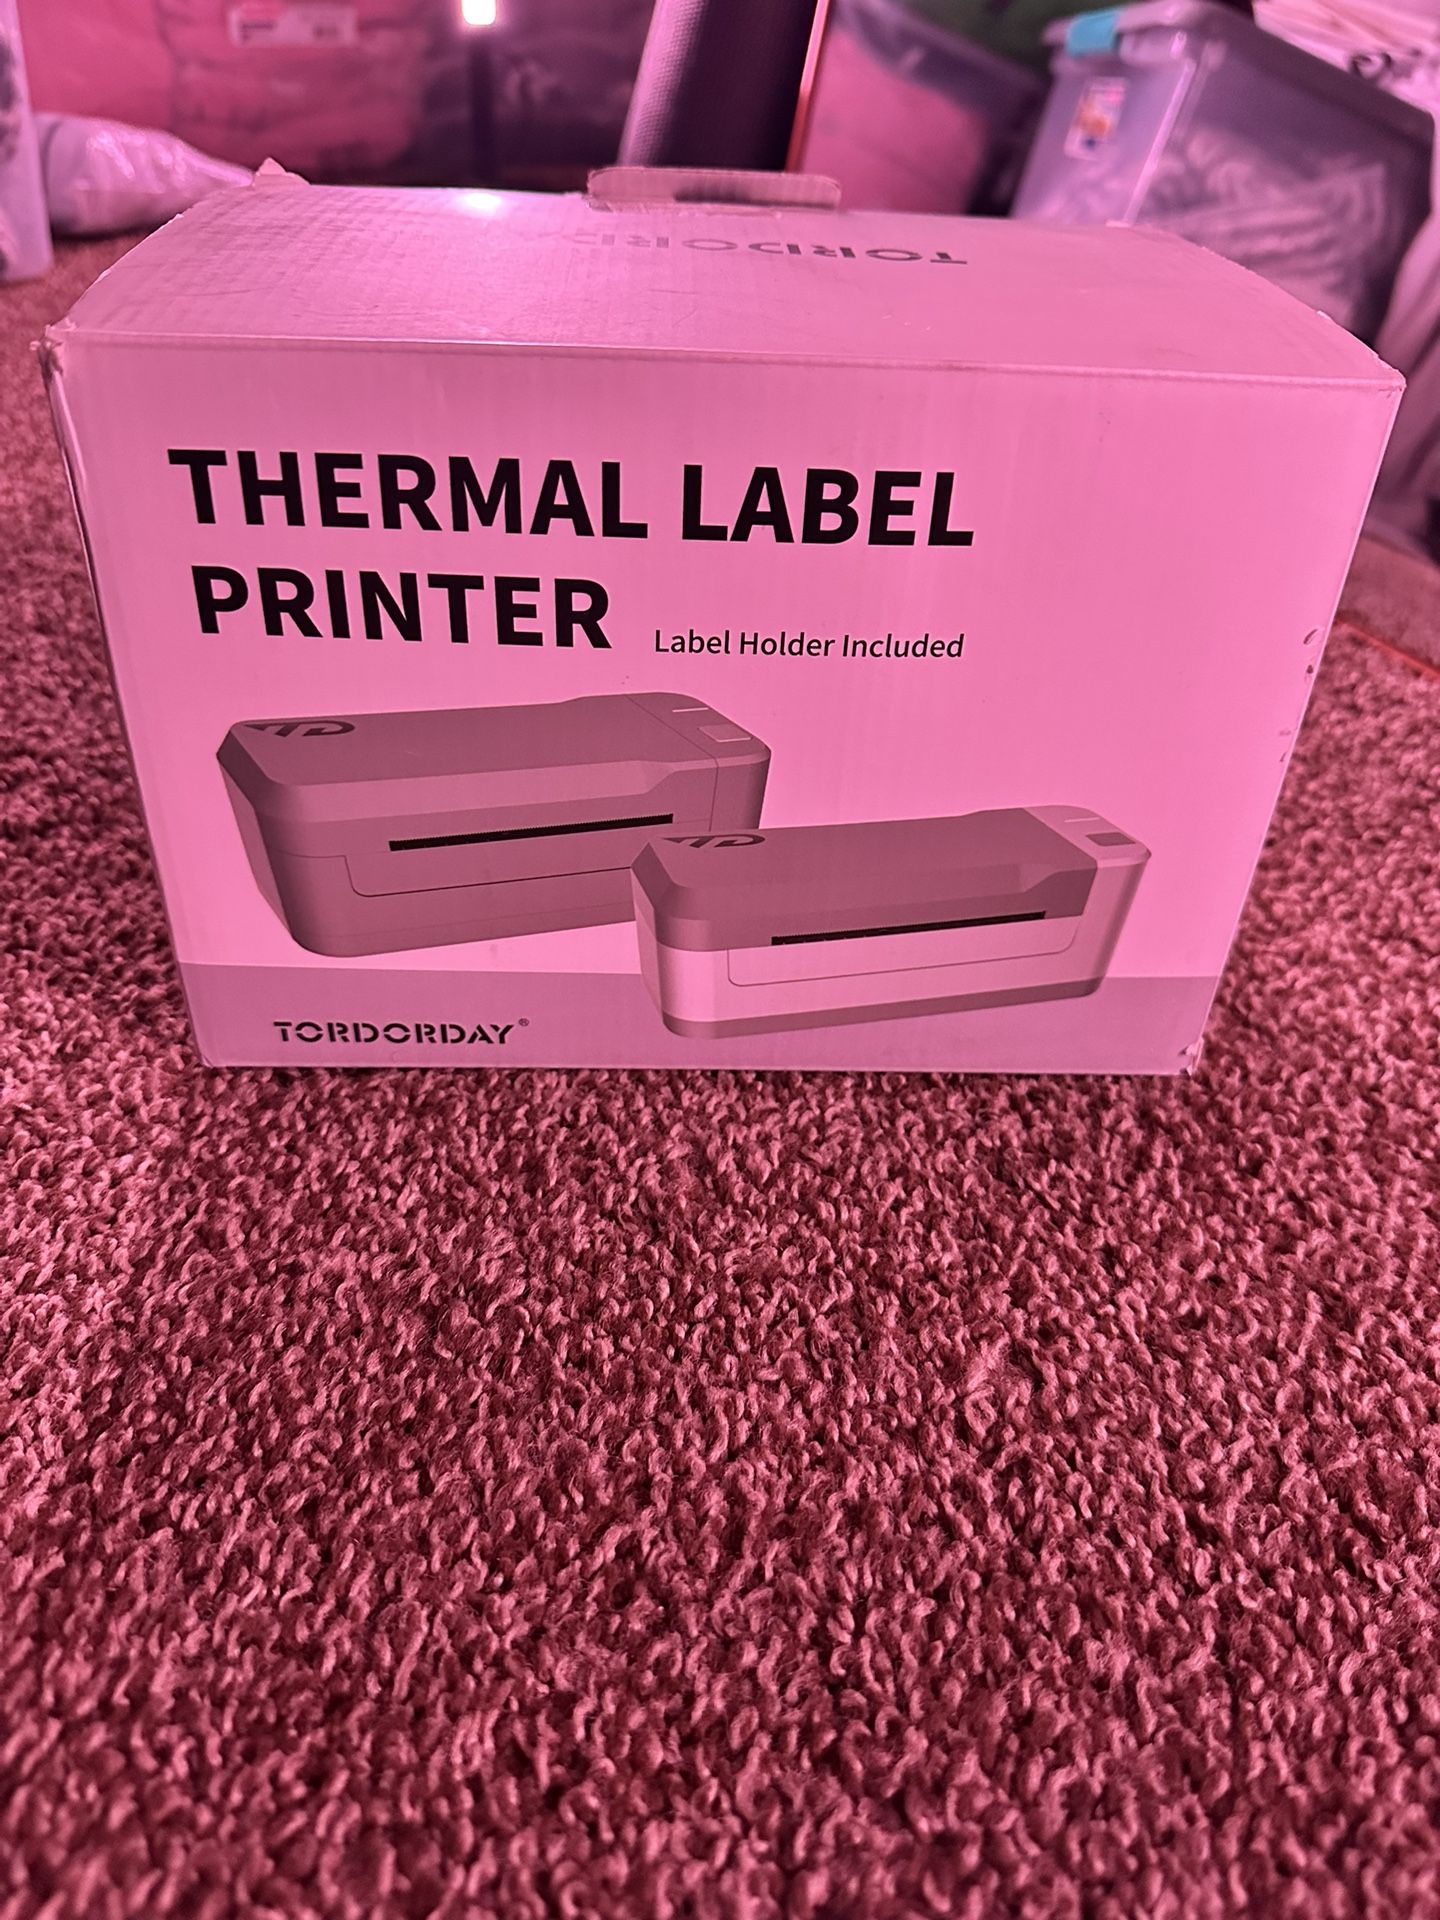 TORDORDAY
THERMAL LABEL
PRINTER Label Holder Included
TORDORDAY®